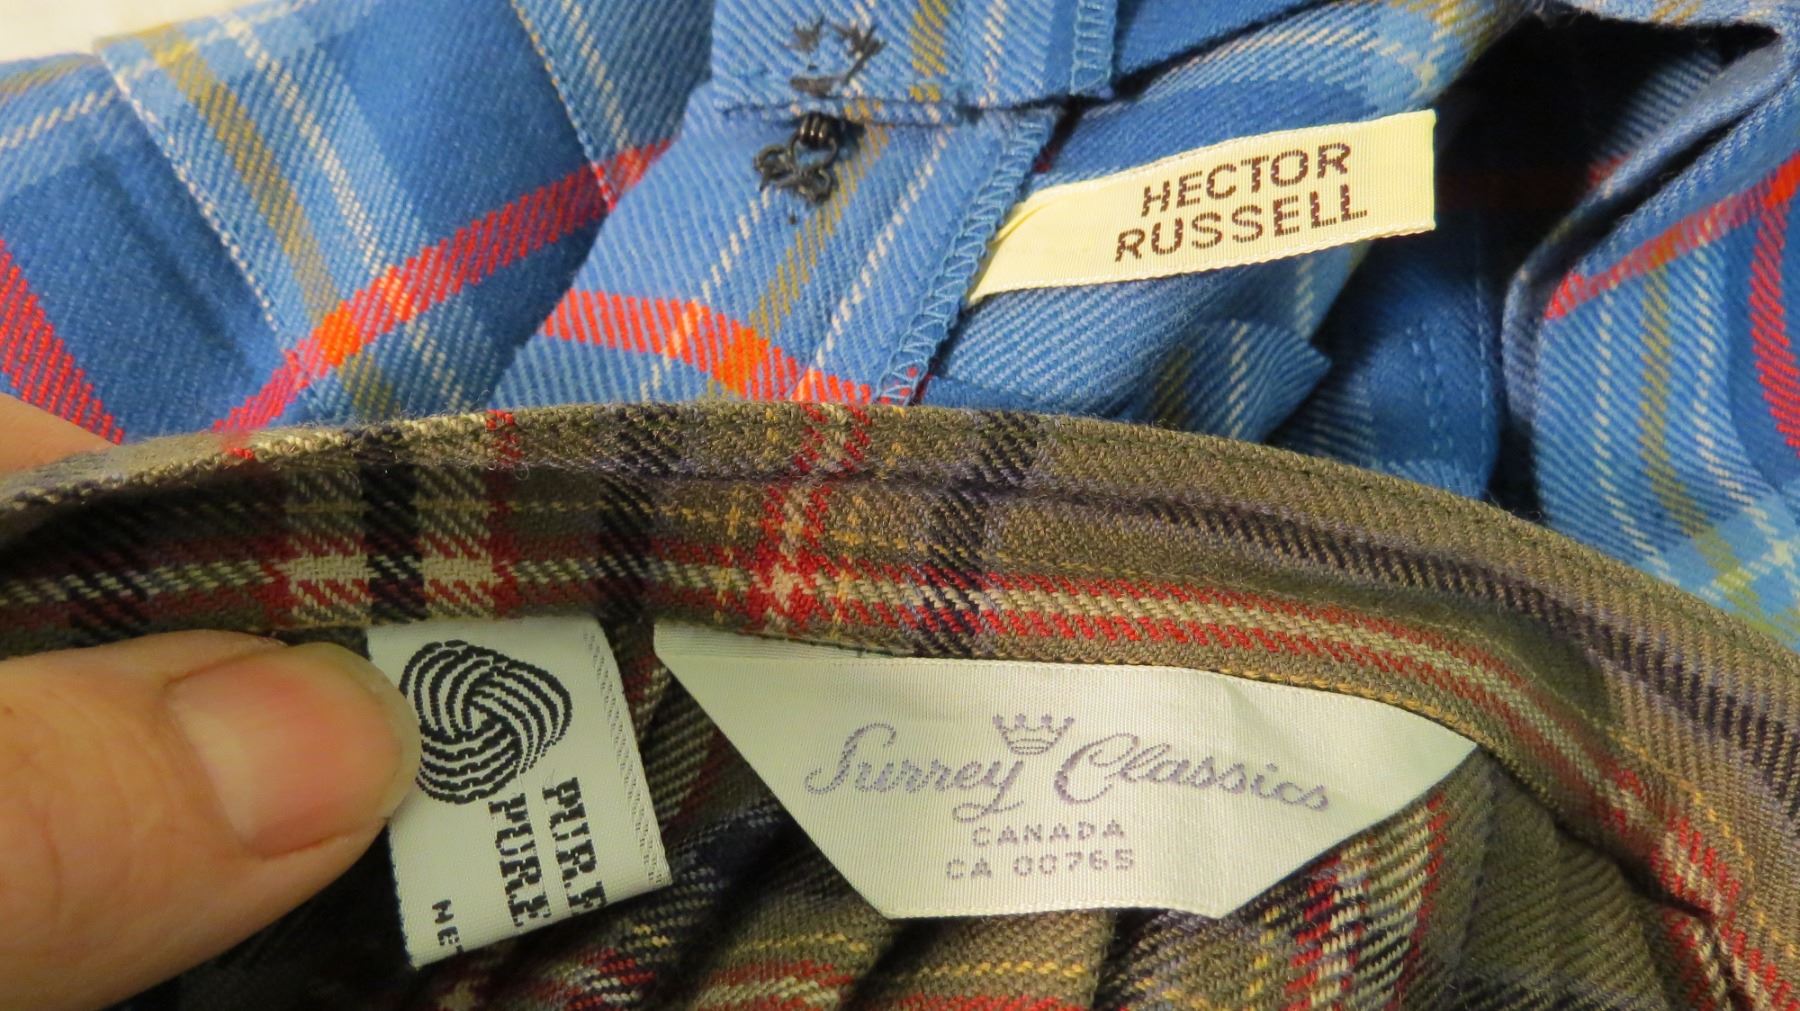 HECTOR
RUSSELL
PURE
PURE
Surrey Classics
CANADA
CA 00765